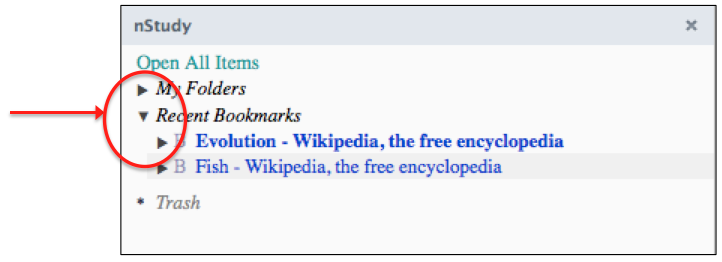 nStudy ×
Open All Items
▶ My Folders
▼ Recent Bookmarks
▶ B Evolution - Wikipedia, the free encyclopedia
▶ B Fish - Wikipedia, the free encyclopedia
* Trash